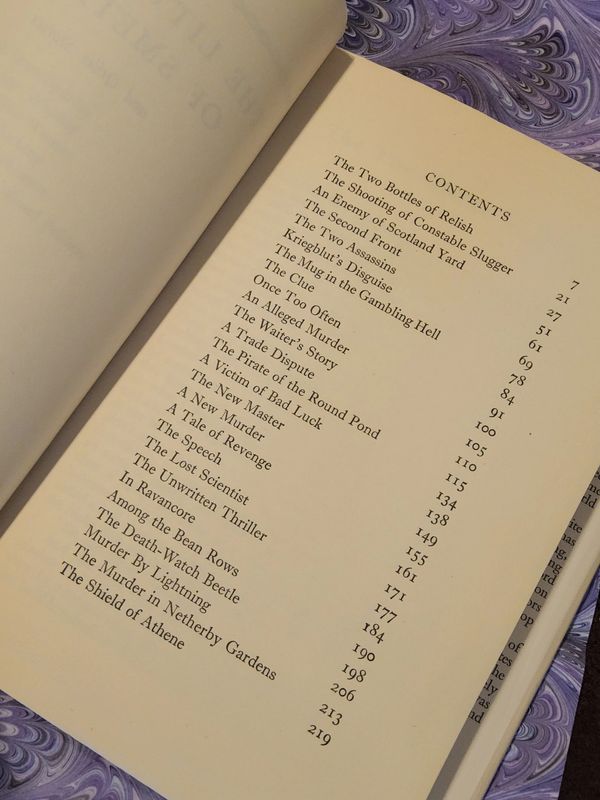 CONTENTS
The Two Bottles of Relish 7
The Shooting of Constable Slugger 21
An Enemy of Scotland Yard 27
The Second Front 51
The Two Assassins 61
Kriegblut's Disguise 69
The Mug in the Gambling Hell 78
The Clue 84
Once Too Often 91
An Alleged Murder 100
The Waiter's Story 105
A Trade Dispute 110
The Pirate of the Round Pond 115
A Victim of Bad Luck 134
The New Master 138
A New Murder 149
A Tale of Revenge 155
The Speech 161
The Lost Scientist 171
The Unwritten Thriller 177
In Ravancore 184
Among the Bean Rows 190
The Death-Watch Beetle 198
Murder By Lightning 206
The Murder in Netherby Gardens 213
The Shield of Athene 219